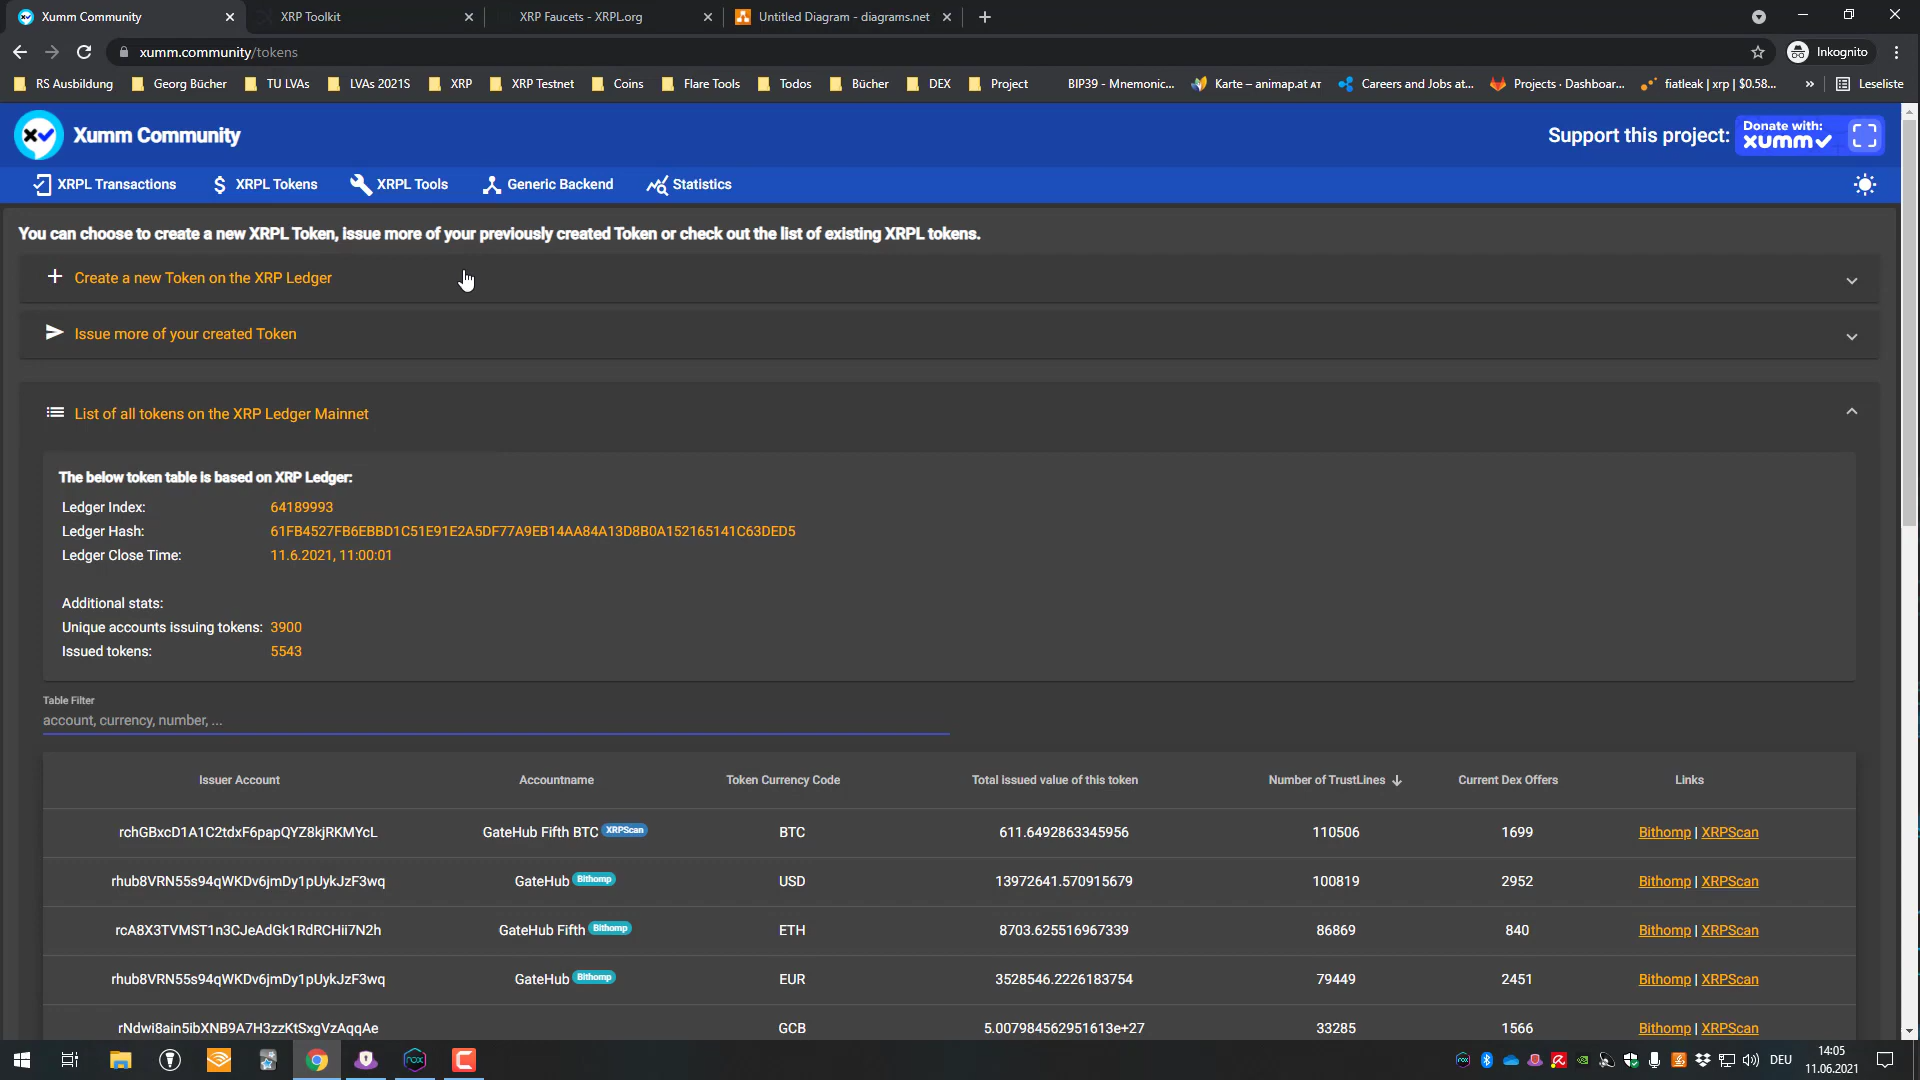 Xumm Community
XRP Toolkit
XRP Faucets - XRPL.org
Untitled Diagram - diagrams.net
xumm.community/tokens
Inkognito
RS Ausbildung
Georg Bücher
TU LVAs
LVAs 2021S
XRP
XRP Testnet
Coins
Flare Tools
Todos
Bücher
DEX
Project
BIP39 - Mnemonic...
Karte – animap.at AT
Careers and Jobs at...
Projects · Dashboar...
fiatleak | xrp | $0.58...
»
Leseliste
Xumm Community
Support this project:
Donate with:
xumm
XRPL Transactions
XRPL Tokens
XRPL Tools
Generic Backend
Statistics
You can choose to create a new XRPL Token, issue more of your previously created Token or check out the list of existing XRPL tokens.
Create a new Token on the XRP Ledger
Issue more of your created Token
List of all tokens on the XRP Ledger Mainnet
The below token table is based on XRP Ledger:
Ledger Index: 64189993
Ledger Hash: 61FB4527FB6EBBD1C51E91E2A5DF77A9EB14AA84A13D8B0A152165141C63DED5
Ledger Close Time: 11.6.2021, 11:00:01
Additional stats:
Unique accounts issuing tokens: 3900
Issued tokens: 5543
Table Filter
account, currency, number, ...
Issuer Account Accountname Token Currency Code Total issued value of this token Number of TrustLines Current Dex Offers Links
rchGBxcD1A1C2tdxF6papQYZ8kjRKMYcL GateHub Fifth BTC XRPScan BTC 611.6492863345956 110506 1699 Bithomp | XRPScan
rhub8VRN55s94qWKDv6jmDy1pUykJzF3wq GateHub Bithomp USD 13972641.570915679 100819 2952 Bithomp | XRPScan
rcA8X3TVMST1n3CJeAdGk1RdRCHii7N2h GateHub Fifth Bithomp ETH 8703.625516967339 86869 840 Bithomp | XRPScan
rhub8VRN55s94qWKDv6jmDy1pUykJzF3wq GateHub Bithomp EUR 3528546.2226183754 79449 2451 Bithomp | XRPScan
rNdwi8ain5ibXNB9A7H3zzKtSxgVzAqqAe GCB 5.007984562951613e+27 33285 1566 Bithomp | XRPScan
DEU
14:05
11.06.2021